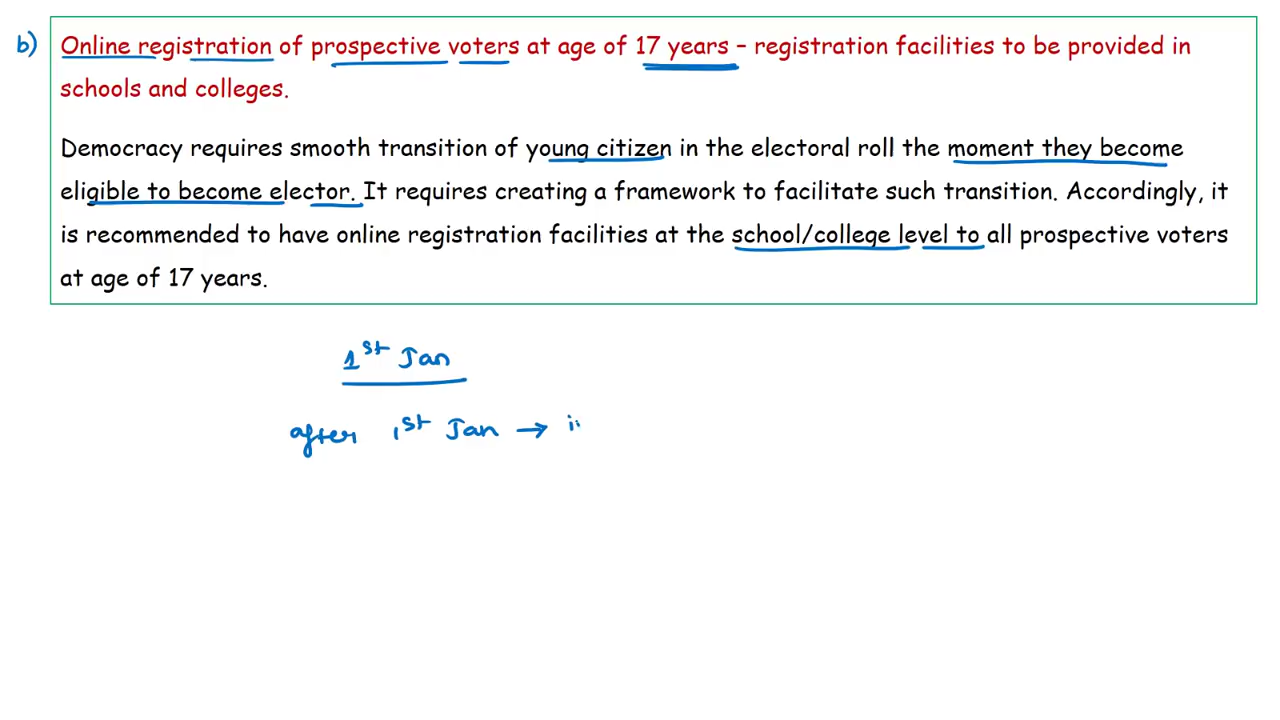 b) Online registration of prospective voters at age of 17 years – registration facilities to be provided in
schools and colleges.
Democracy requires smooth transition of young citizen in the electoral roll the moment they become
eligible to become elector. It requires creating a framework to facilitate such transition. Accordingly, it
is recommended to have online registration facilities at the school/college level to all prospective voters
at age of 17 years.
1st Jan
after 1st Jan →